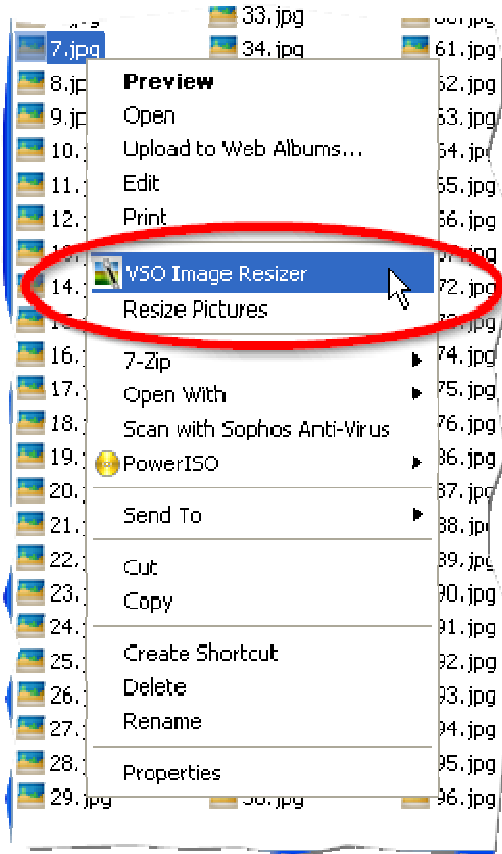 33.jpg
7.jpg
34.jpg
61.jpg
8.jp
62.jpg
9.jp
63.jpg
10.
64.jp
11.
65.jpg
12.
66.jpg
14.
72.jpg
16.
74.jpg
17.
75.jpg
18.
76.jpg
19.
86.jpg
20.
87.jpg
21.
88.jpg
22.
89.jp
23.
90.jpg
24.
91.jpg
25.
92.jpg
26.
93.jpg
27.
94.jpg
28.
95.jpg
29.jpg
96.jpg
Preview
Open
Upload to Web Albums...
Edit
Print
VSO Image Resizer
Resize Pictures
7-Zip
Open With
Scan with Sophos Anti-Virus
PowerISO
Send To
Cut
Copy
Create Shortcut
Delete
Rename
Properties